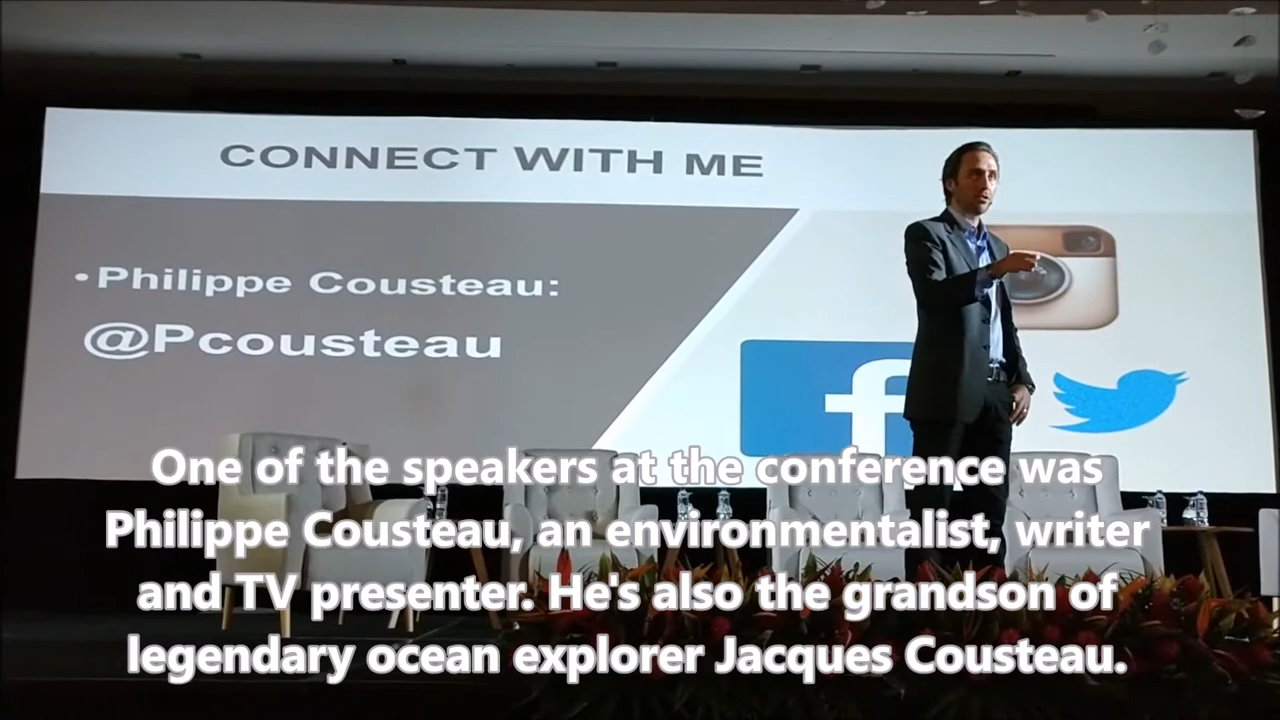 CONNECT WITH ME
•Philippe Cousteau:
@Pcousteau
f
One of the speakers at the conference was
Philippe Cousteau, an environmentalist, writer
and TV presenter. He's also the grandson of
legendary ocean explorer Jacques Cousteau.